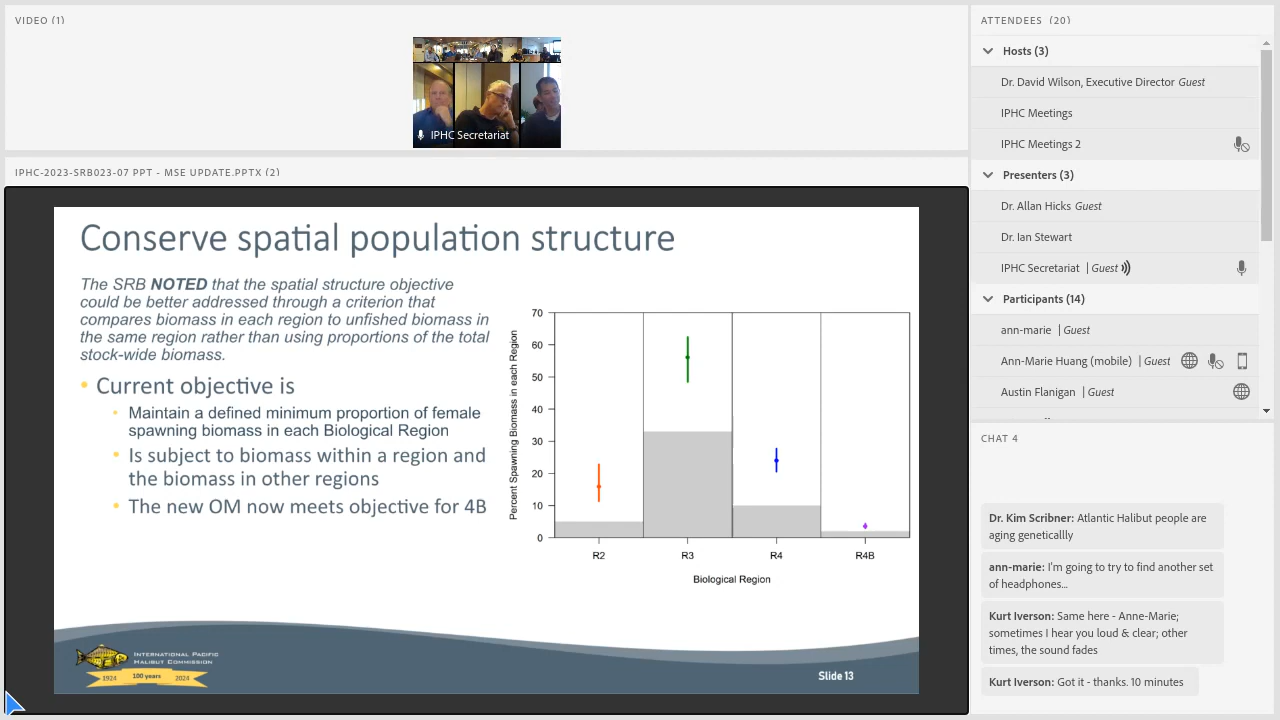 VIDEO (1)
IPHC Secretariat
IPHC-2023-SRB023-07 PPT - MSE UPDATE.PPTX (2)
Conserve spatial population structure
The SRB NOTED that the spatial structure objective
could be better addressed through a criterion that
compares biomass in each region to unfished biomass in
the same region rather than using proportions of the total
stock-wide biomass.
• Current objective is
• Maintain a defined minimum proportion of female
spawning biomass in each Biological Region
• Is subject to biomass within a region and
the biomass in other regions
• The new OM now meets objective for 4B
Percent Spawning Biomass in each Region
70
60
50
40
30
20
10
0
R2 R3 R4 R4B
Biological Region
INTERNATIONAL PACIFIC
HALIBUT COMMISSION
1924 100 years 2024
Slide 13
ATTENDEES (20)
Hosts (3)
Dr. David Wilson, Executive Director Guest
IPHC Meetings
IPHC Meetings 2
Presenters (3)
Dr. Allan Hicks Guest
Dr. Ian Stewart
IPHC Secretariat | Guest
Participants (14)
ann-marie | Guest
Ann-Marie Huang (mobile) | Guest
Austin Flanigan | Guest
CHAT 4
Dr. Kim Scribner: Atlantic Halibut people are
aging geneticallly
ann-marie: I'm going to try to find another set
of headphones...
Kurt Iverson: Same here - Anne-Marie;
sometimes I hear you loud & clear; other
times, the sound fades
Kurt Iverson: Got it - thanks. 10 minutes